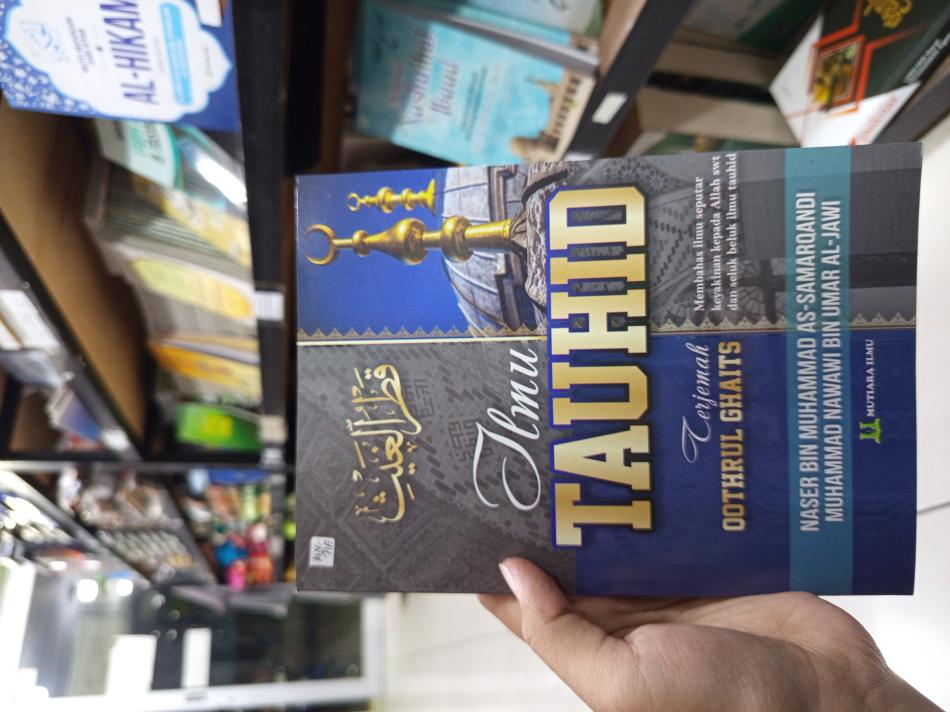 قطر الغيث
Ilmu
TAUHID
Terjemah
OOTHRUL GHAITS
Membahas ilmu seputar
keyakinan kepada Allah swt
dan seluk beluk ilmu tauhid
NASER BIN MUHAMMAD AS-SAMARQANDI
MUHAMMAD NAWAWI BIN UMAR AL-JAWI
MUTIARA ILMU
AL-HIKAM